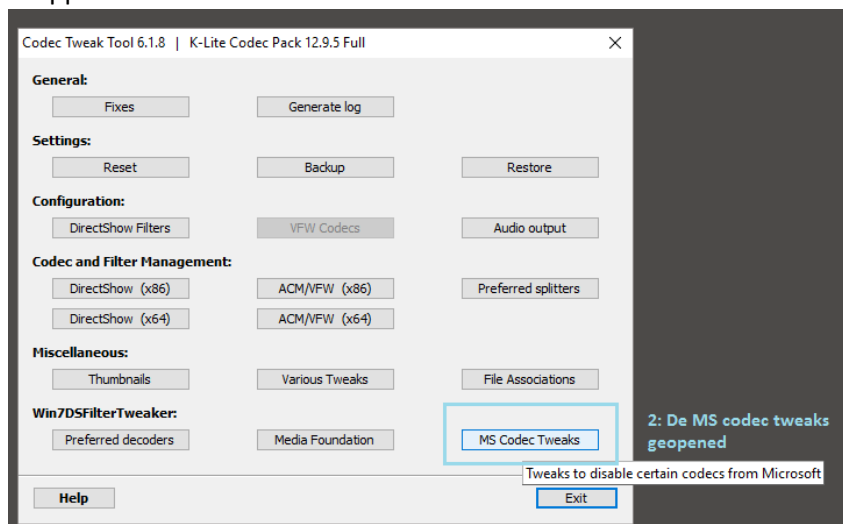 Codec Tweak Tool 6.1.8 | K-Lite Codec Pack 12.9.5 Full
General:
Fixes Generate log
Settings:
Reset Backup Restore
Configuration:
DirectShow Filters VFW Codecs Audio output
Codec and Filter Management:
DirectShow (x86) ACM/VFW (x86) Preferred splitters
DirectShow (x64) ACM/VFW (x64)
Miscellaneous:
Thumbnails Various Tweaks File Associations
Win7DSFilterTweaker:
Preferred decoders Media Foundation MS Codec Tweaks
2: De MS codec tweaks
geopened
Tweaks to disable certain codecs from Microsoft
Help Exit